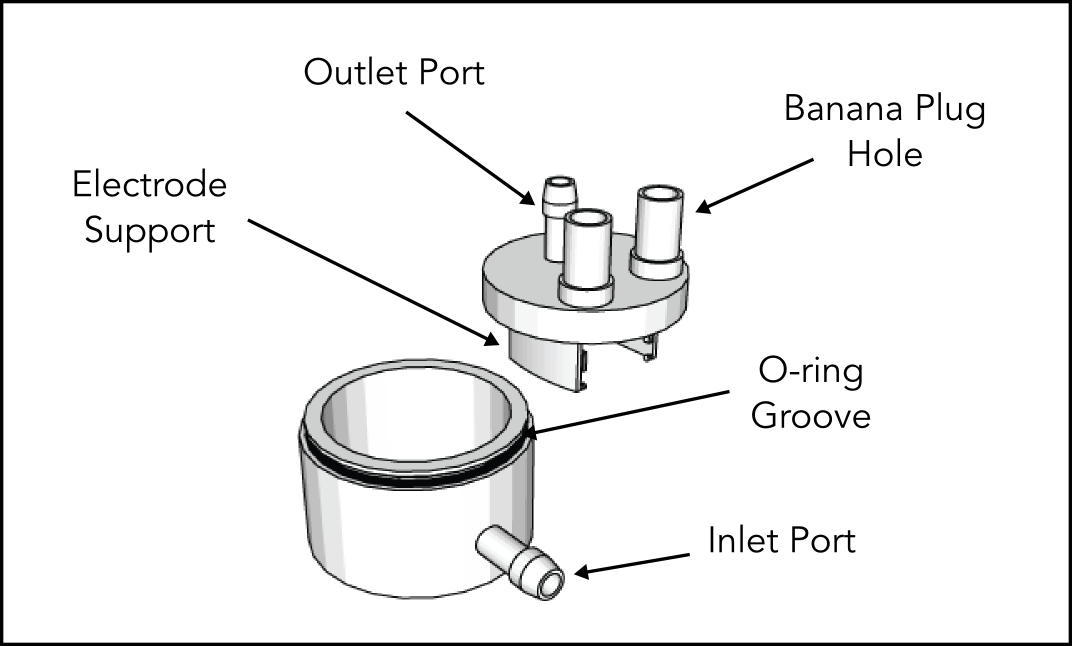 Outlet Port
Banana Plug
Hole
Electrode
Support
O-ring
Groove
Inlet Port